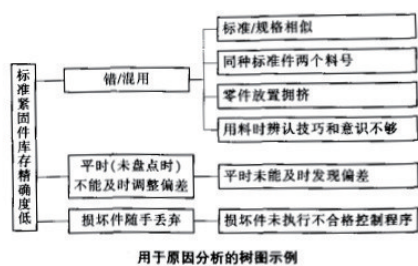 标准紧固件库存精确度低
错/混用
标准/规格相似
同种标准件两个料号
零件放置拥挤
用料时辨认技巧和意识不够
平时(未盘点时)
不能及时调整偏差
平时未能及时发现偏差
损坏件随手丢弃
损坏件未执行不合格控制程序
用于原因分析的树图示例